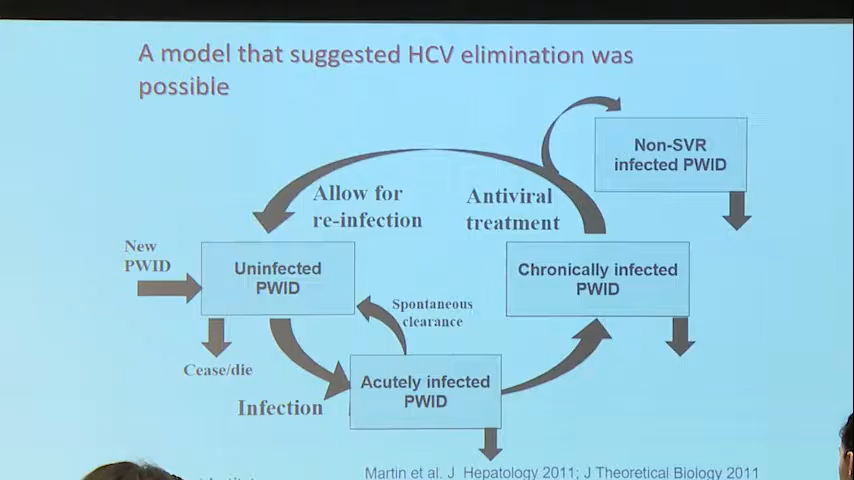 A model that suggested HCV elimination was
possible
Non-SVR
infected PWID
Allow for
re-infection
Antiviral
treatment
New
PWID
Uninfected
PWID
Chronically infected
PWID
Spontaneous
clearance
Cease/die
Acutely infected
PWID
Infection
Martin et al. J Hepatology 2011; J Theoretical Biology 2011